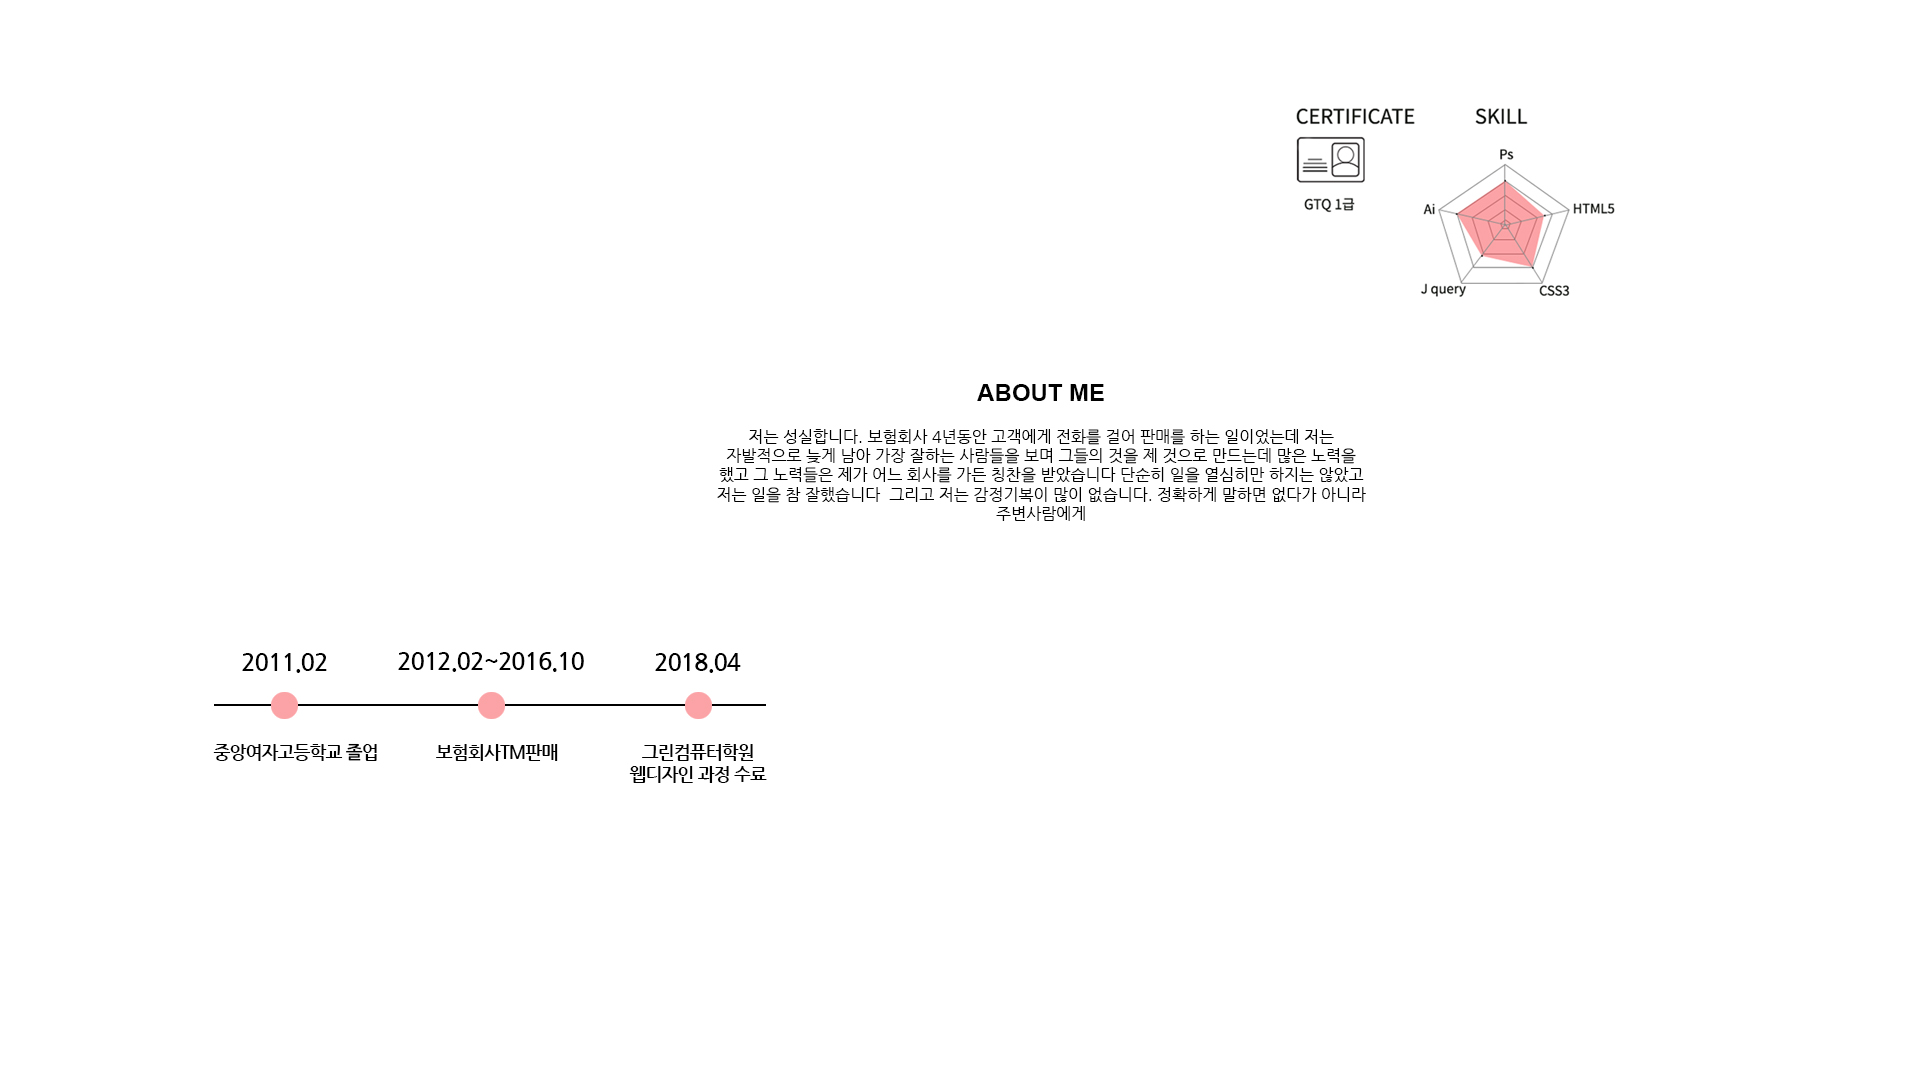 CERTIFICATE
GTQ 1급
SKILL
Ps
Ai
HTML5
J query
CSS3
ABOUT ME
저는 성실합니다. 보험회사 4년동안 고객에게 전화를 걸어 판매를 하는 일이었는데 저는
자발적으로 늦게 남아 가장 잘하는 사람들을 보며 그들의 것을 제 것으로 만드는데 많은 노력을
했고 그 노력들은 제가 어느 회사를 가든 칭찬을 받았습니다 단순히 일을 열심히만 하지는 않았고
저는 일을 참 잘했습니다  그리고 저는 감정기복이 많이 없습니다. 정확하게 말하면 없다가 아니라
주변사람에게
2011.02
2012.02~2016.10
2018.04
중앙여자고등학교 졸업
보험회사TM판매
그린컴퓨터학원
웹디자인 과정 수료